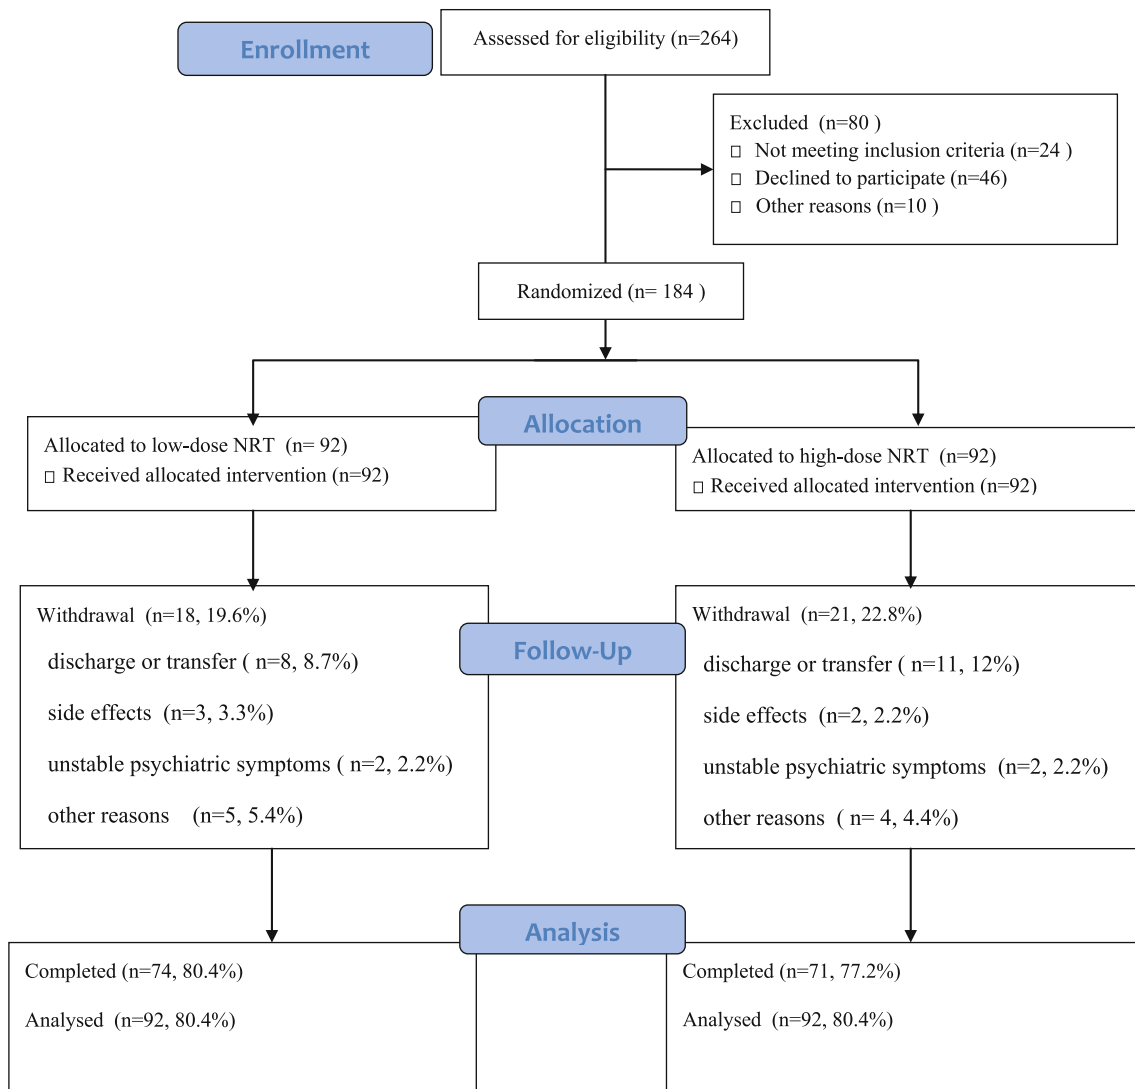 Enrollment
Assessed for eligibility (n=264)
Excluded (n=80 )
□ Not meeting inclusion criteria (n=24 )
□ Declined to participate (n=46)
□ Other reasons (n=10 )
Randomized (n= 184 )
Allocation
Allocated to low-dose NRT (n= 92)
□ Received allocated intervention (n=92)
Allocated to high-dose NRT (n=92)
□ Received allocated intervention (n=92)
Follow-Up
Withdrawal (n=18, 19.6%)
discharge or transfer ( n=8, 8.7%)
side effects (n=3, 3.3%)
unstable psychiatric symptoms ( n=2, 2.2%)
other reasons (n=5, 5.4%)
Withdrawal (n=21, 22.8%)
discharge or transfer ( n=11, 12%)
side effects (n=2, 2.2%)
unstable psychiatric symptoms (n=2, 2.2%)
other reasons ( n= 4, 4.4%)
Analysis
Completed (n=74, 80.4%)
Analysed (n=92, 80.4%)
Completed (n=71, 77.2%)
Analysed (n=92, 80.4%)